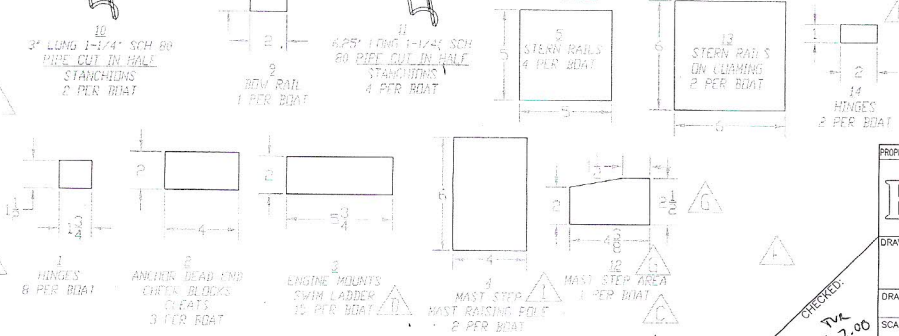 10
3" LONG 1-1/4" SCH 80
PIPE CUT IN HALF
STANCHIONS
2 PER BOAT
2
9
BOW RAIL
1 PER BOAT
11
6.25" LONG 1-1/4" SCH
80 PIPE CUT IN HALF
STANCHIONS
4 PER BOAT
5
5
STERN RAILS
4 PER BOAT
5
6
13
STERN RAILS
ON COAMING
2 PER BOAT
6
1
2
14
HINGES
2 PER BOAT
1 1/2
1 3/4
1
HINGES
8 PER BOAT
2
4
2
ANCHOR DEAD END
CHEEK BLOCKS
CLEATS
3 PER BOAT
2
5 3/4
3
ENGINE MOUNTS
SWIM LADDER
10 PER BOAT
D
6
4
4
MAST STEP
MAST RAISING POLE
2 PER BOAT
1 1/2
2
2 1/2
4 3/8
12
MAST STEP AREA
1 PER BOAT
G
G
C
F
DRA
CHECKED:
TVR
7.00
SCA